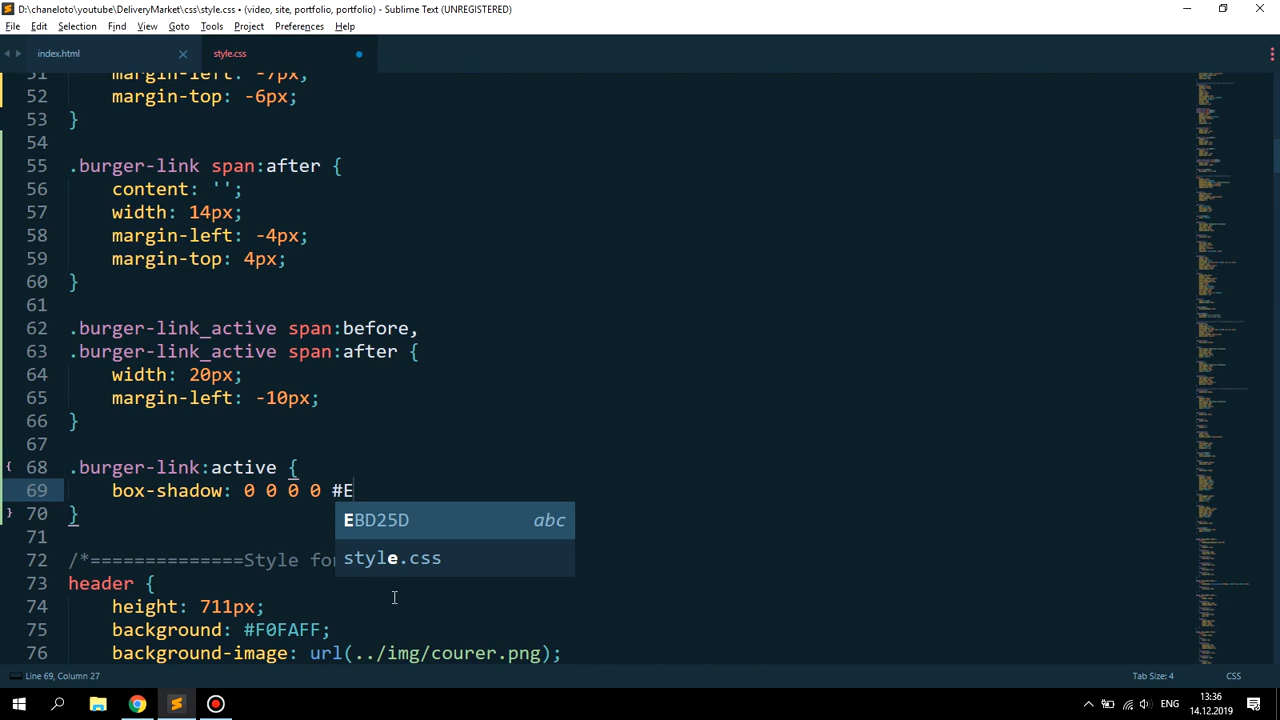 D:\chaneloto\youtube\DeliveryMarket\css\style.css • (video, site, portfolio, portfolio) - Sublime Text (UNREGISTERED)
File Edit Selection Find View Goto Tools Project Preferences Help
index.html style.css
51 margin-left: -7px;
52 margin-top: -6px;
53 }
54
55 .burger-link span:after {
56 content: '';
57 width: 14px;
58 margin-left: -4px;
59 margin-top: 4px;
60 }
61
62 .burger-link_active span:before,
63 .burger-link_active span:after {
64 width: 20px;
65 margin-left: -10px;
66 }
67
68 .burger-link:active {
69 box-shadow: 0 0 0 0 #E
EBD25D abc
70 }
71
style.css
72 /*==============Style for
73 header {
74 height: 711px;
75 background: #F0FAFF;
76 background-image: url(../img/courer.png);
Line 69, Column 27 Tab Size: 4 CSS
ENG 13:36
14.12.2019